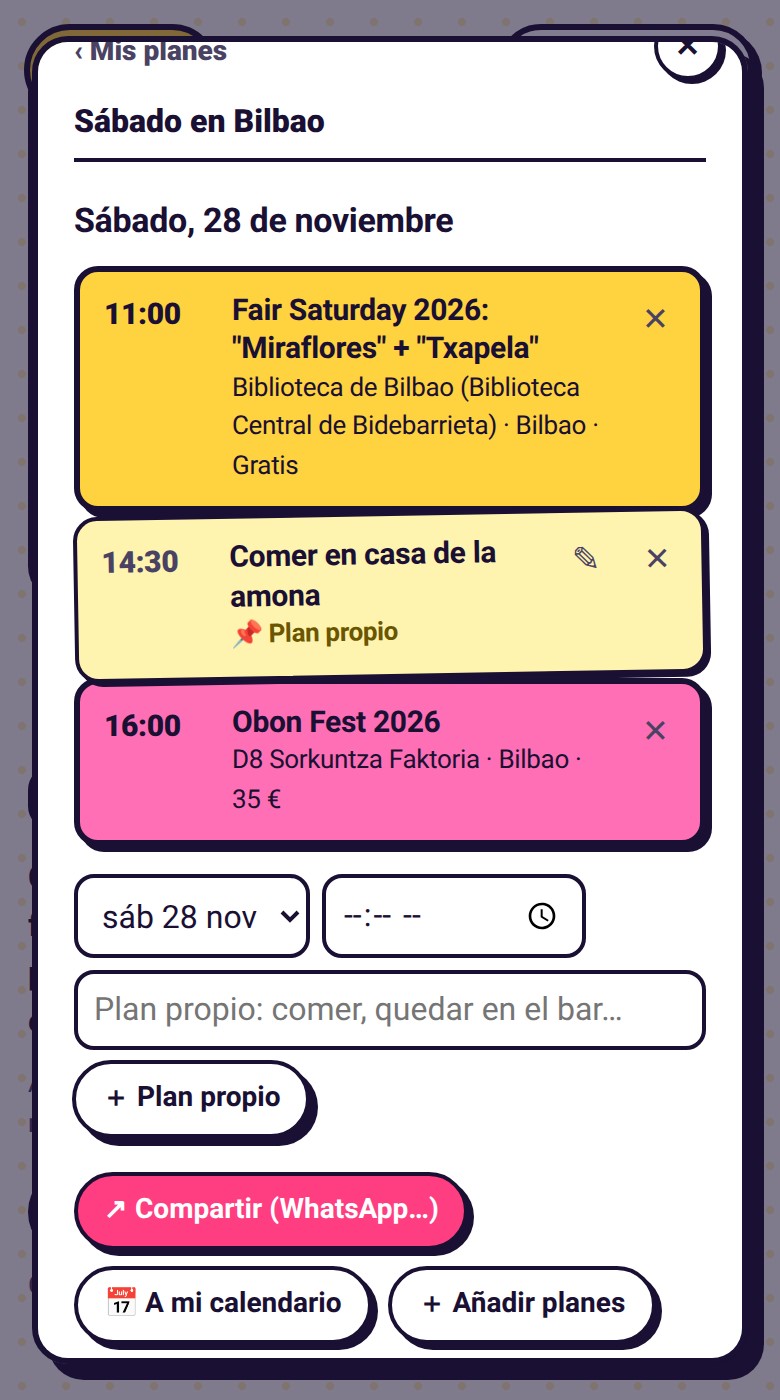 ‹ Mis planes
✕
Sábado en Bilbao
Sábado, 28 de noviembre
11:00
Fair Saturday 2026:
"Miraflores" + "Txapela"
✕
Biblioteca de Bilbao (Biblioteca
Central de Bidebarrieta) · Bilbao ·
Gratis
14:30
Comer en casa de la
amona
✎ ✕
📌 Plan propio
16:00
Obon Fest 2026
✕
D8 Sorkuntza Faktoria · Bilbao ·
35 €
sáb 28 nov
--:-- --
Plan propio: comer, quedar en el bar…
+ Plan propio
↗ Compartir (WhatsApp…)
📅 A mi calendario
+ Añadir planes